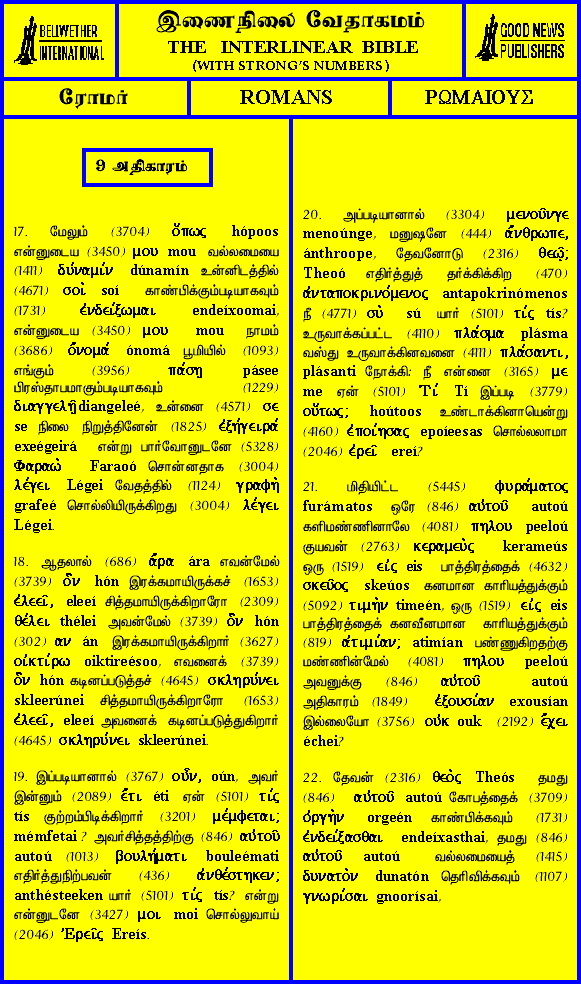 BELLWETHER
INTERNATIONAL
இணைநிலை வேதாகமம்
THE INTERLINEAR BIBLE
(WITH STRONG'S NUMBERS)
GOOD NEWS
PUBLISHERS
ரோமர்
ROMANS
ΡΩΜΑΙΟΥΣ
9 அதிகாரம்
17. மேலும் (3704) ὅπως hópoos
என்னுடைய (3450) μου mou வல்லமையை
(1411) δύναμίν dúnamín உன்னிடத்தில்
(4671) σοὶ soí காண்பிக்கும்படியாகவும்
(1731) ἐνδείξωμαι endeíxoomai,
என்னுடைய (3450) μου mou நாமம்
(3686) ὄνομά ónomá பூமியில் (1093)
எங்கும் (3956) πάσῃ pásee
பிரஸ்தாபமாகும்படியாகவும் (1229)
διαγγελῇ diangeleé, உன்னை (4571) σε
se நிலை நிறுத்தினேன் (1825) ἐξήγειρά
exeégeirá என்று பார்வோனுடனே (5328)
Φαραὼ Faraoó சொன்னதாக (3004)
λέγει Légei வேதத்தில் (1124) γραφὴ
grafeé சொல்லியிருக்கிறது (3004) λέγει
Légei.
18. ஆதலால் (686) ἄρα ára எவன்மேல்
(3739) ὃν hón இரக்கமாயிருக்கச் (1653)
ἐλεεῖ, eleeí சித்தமாயிருக்கிறாரோ (2309)
θέλει thélei அவன்மேல் (3739) ὃν hón
(302) αν án இரக்கமாயிருக்கிறார் (3627)
οἰκτίρω oiktireésoo, எவனைக் (3739)
ὃν hón கடினப்படுத்தச் (4645) σκληρύνει
skleerúnei சித்தமாயிருக்கிறாரோ (1653)
ἐλεεῖ, eleeí அவனைக் கடினப்படுத்துகிறார்
(4645) σκληρύνει skleerúnei.
19. இப்படியானால் (3767) οὖν, oún, அவர்
இன்னும் (2089) ἔτι éti ஏன் (5101) τίς
tís குற்றம்பிடிக்கிறார் (3201) μέμφεται;
mémfetai? அவர்சித்தத்திற்கு (846) αὐτοῦ
autoú (1013) βουλήματι bouleémati
எதிர்த்துநிற்பவன் (436) ἀνθέστηκεν;
anthésteeken யார் (5101) τίς tís? என்று
என்னுடனே (3427) μοι moi சொல்லுவாய்
(2046) Ἐρεῖς Ereís.
20. அப்படியானால் (3304) μενοῦνγε
menoúnge, மனுஷனே (444) ἄνθρωπε,
ánthroope, தேவனோடு (2316) θεῷ;
Theoó எதிர்த்துத் தர்க்கிக்கிற (470)
ἀνταποκρινόμενος antapokrinómenos
நீ (4771) σὺ sú யார் (5101) τίς tís?
உருவாக்கப்பட்ட (4110) πλάσμα plásma
வஸ்து உருவாக்கினவனை (4111) πλάσαντι,
plásanti நோக்கி: நீ என்னை (3165) με
me ஏன் (5101) Τί Tí இப்படி (3779)
οὕτως; hoútoos உண்டாக்கினாயென்று
(4160) ἐποίησας epoíeesas சொல்லலாமா
(2046) ἐρεῖ ereí?
21. மிதியிட்ட (5445) φυράματος
furámatos ஒரே (846) αὐτοῦ autoú
களிமண்ணினாலே (4081) πηλου peeloú
குயவன் (2763) κεραμεὺς kerameús
ஒரு (1519) εἰς eis பாத்திரத்தைக் (4632)
σκεῦος skeúos கனமான காரியத்துக்கும்
(5092) τιμὴν timeén, ஒரு (1519) εἰς eis
பாத்திரத்தைக் கனவீனமான காரியத்துக்கும்
(819) ἀτιμίαν; atimían பண்ணுகிறதற்கு
மண்ணின்மேல் (4081) πηλου peeloú
அவனுக்கு (846) αὐτοῦ autoú
அதிகாரம் (1849) ἐξουσίαν exousían
இல்லையோ (3756) οὐκ ouk (2192) ἔχει
échei?
22. தேவன் (2316) θεὸς Theós தமது
(846) αὐτοῦ autoú கோபத்தைக் (3709)
ὀργὴν orgeén காண்பிக்கவும் (1731)
ἐνδείξασθαι endeíxasthai, தமது (846)
αὐτοῦ autoú வல்லமையைத் (1415)
δυνατὸν dunatón தெரிவிக்கவும் (1107)
γνωρίσαι gnoorísai,